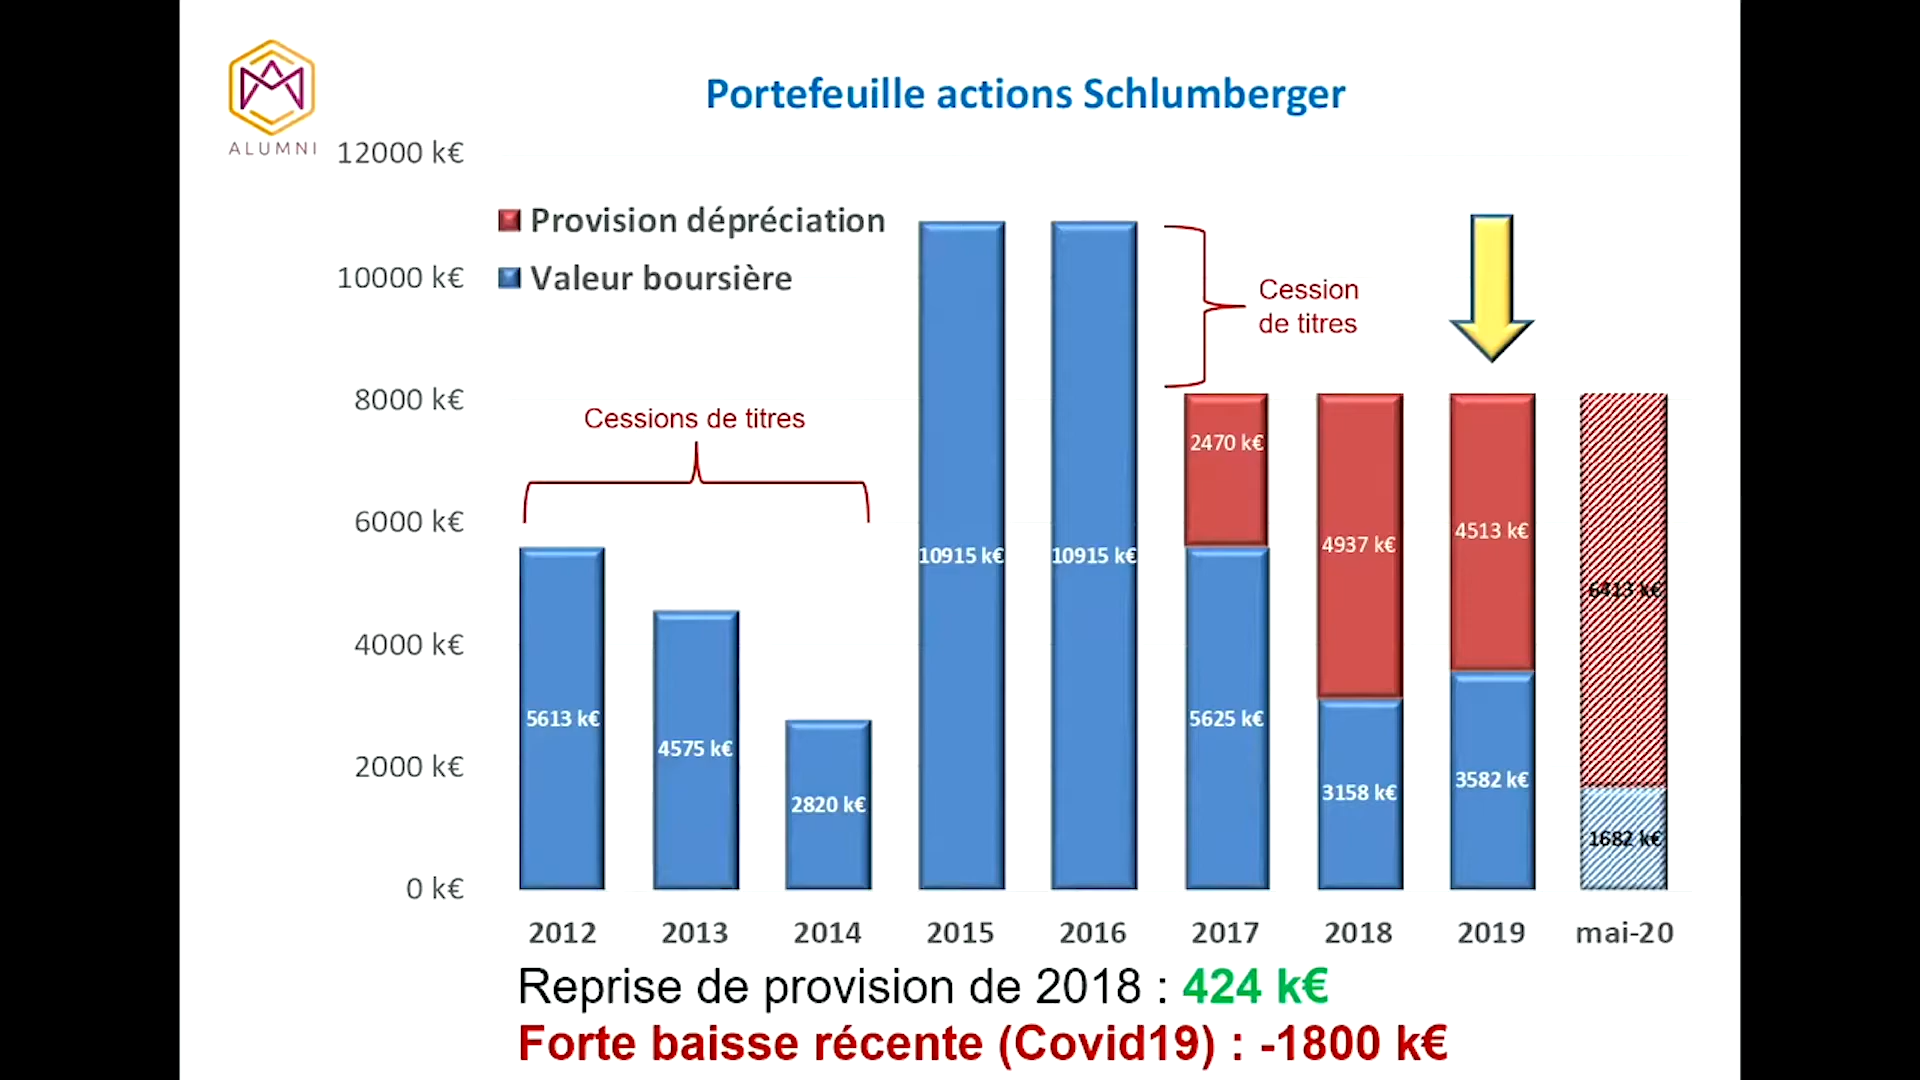 Portefeuille actions Schlumberger
ALUMNI
12000 k€
10000 k€
8000 k€
6000 k€
4000 k€
2000 k€
0 k€
Provision dépréciation
Valeur boursière
Cessions de titres
Cession
de titres
5613 k€
4575 k€
2820 k€
10915 k€
10915 k€
2470 k€
5625 k€
4937 k€
3158 k€
4513 k€
3582 k€
6413 k€
1682 k€
2012 2013 2014 2015 2016 2017 2018 2019 mai-20
Reprise de provision de 2018 : 424 k€
Forte baisse récente (Covid19) : -1800 k€